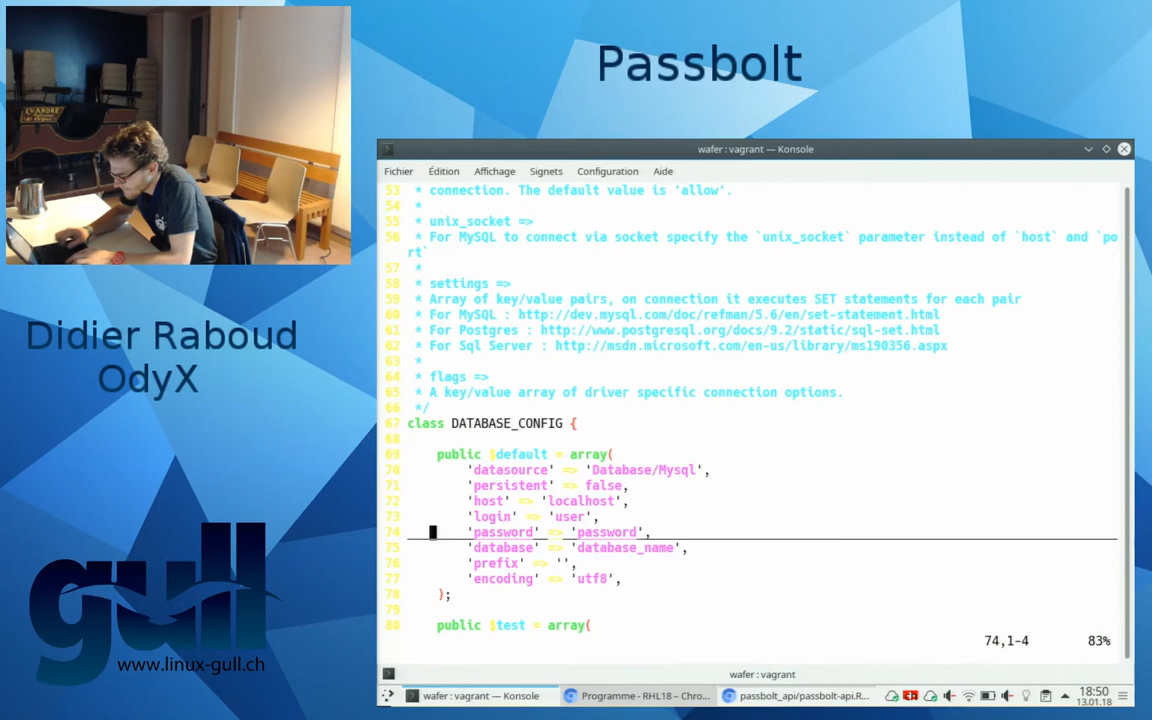 Passbolt
CH.ANDRE
Didier Raboud
OdyX
gull
www.linux-gull.ch
wafer : vagrant — Konsole
Fichier Édition Affichage Signets Configuration Aide
53 * connection. The default value is 'allow'.
54 *
55 * unix_socket =>
56 * For MySQL to connect via socket specify the `unix_socket` parameter instead of `host` and `po
rt`
57 *
58 * settings =>
59 * Array of key/value pairs, on connection it executes SET statements for each pair
60 * For MySQL : http://dev.mysql.com/doc/refman/5.6/en/set-statement.html
61 * For Postgres : http://www.postgresql.org/docs/9.2/static/sql-set.html
62 * For Sql Server : http://msdn.microsoft.com/en-us/library/ms190356.aspx
63 *
64 * flags =>
65 * A key/value array of driver specific connection options.
66 */
67 class DATABASE_CONFIG {
68
69 public $default = array(
70 'datasource' => 'Database/Mysql',
71 'persistent' => false,
72 'host' => 'localhost',
73 'login' => 'user',
74 'password' => 'password',
75 'database' => 'database_name',
76 'prefix' => '',
77 'encoding' => 'utf8',
78 );
79
80 public $test = array(
74,1-4 83%
wafer : vagrant
wafer : vagrant — Konsole Programme - RHL18 – Chro... passbolt_api/passbolt-api.R... 18:50
13.01.18